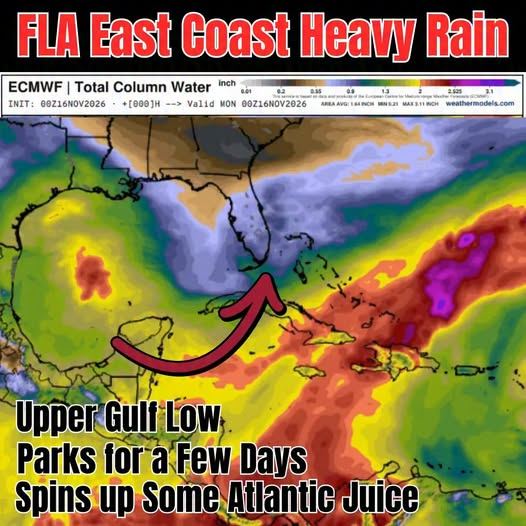 FLA East Coast Heavy Rain
ECMWF | Total Column Water
inch
0.01 0.2 0.55 0.9 1.3 2 2.525 3.1
INIT: 00Z16NOV2026 · +[000]H --> Valid MON 00Z16NOV2026
AREA AVG: 1.64 INCH MIN 0.21 MAX 3.11 INCH weathermodels.com
Upper Gulf Low
Parks for a Few Days
Spins up Some Atlantic Juice